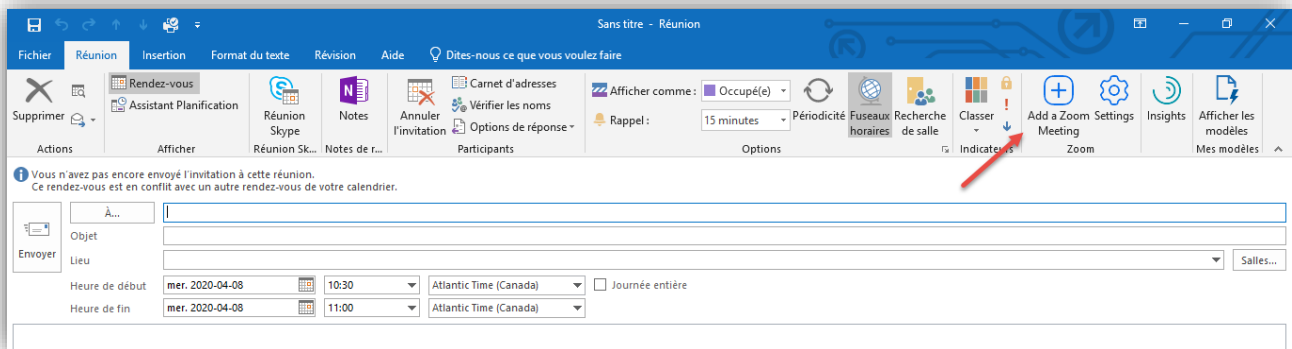 Sans titre - Réunion
Fichier Réunion Insertion Format du texte Révision Aide Dites-nous ce que vous voulez faire
Supprimer
Actions
Rendez-vous
Assistant Planification
Afficher
Réunion
Skype
Réunion Sk...
Notes
Notes de r...
Annuler
l'invitation
Carnet d'adresses
Vérifier les noms
Options de réponse
Participants
Afficher comme : Occupé(e)
Rappel : 15 minutes
Périodicité
Fuseaux
horaires
Recherche
de salle
Options
Classer
Indicateurs
Add a Zoom
Meeting
Settings
Zoom
Insights
Afficher les
modèles
Mes modèles
Vous n'avez pas encore envoyé l'invitation à cette réunion.
Ce rendez-vous est en conflit avec un autre rendez-vous de votre calendrier.
Envoyer
À...
Objet
Lieu
Salles...
Heure de début mer. 2020-04-08 10:30 Atlantic Time (Canada) Journée entière
Heure de fin mer. 2020-04-08 11:00 Atlantic Time (Canada)